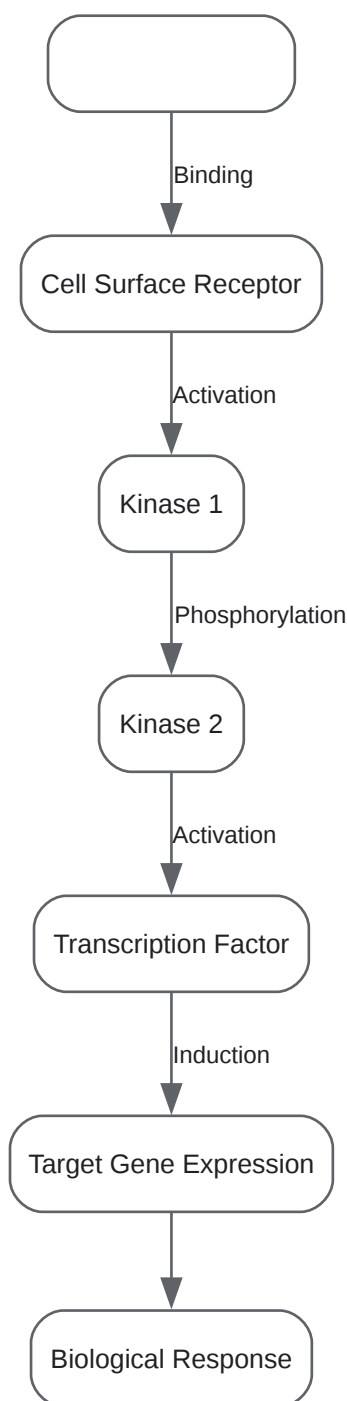 Binding
Cell Surface Receptor
Activation
Kinase 1
Phosphorylation
Kinase 2
Activation
Transcription Factor
Induction
Target Gene Expression
Biological Response